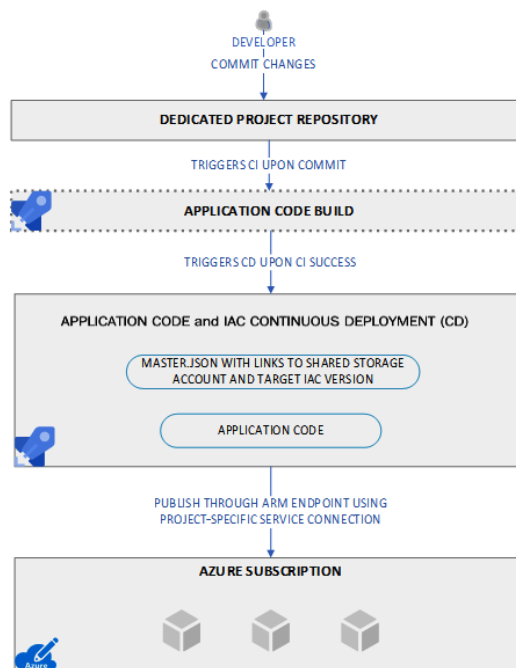 DEVELOPER
COMMIT CHANGES
DEDICATED PROJECT REPOSITORY
TRIGGERS CI UPON COMMIT
APPLICATION CODE BUILD
TRIGGERS CD UPON CI SUCCESS
APPLICATION CODE and IAC CONTINUOUS DEPLOYMENT (CD)
MASTER.JSON WITH LINKS TO SHARED STORAGE
ACCOUNT AND TARGET IAC VERSION
APPLICATION CODE
PUBLISH THROUGH ARM ENDPOINT USING
PROJECT-SPECIFIC SERVICE CONNECTION
AZURE SUBSCRIPTION
Azure